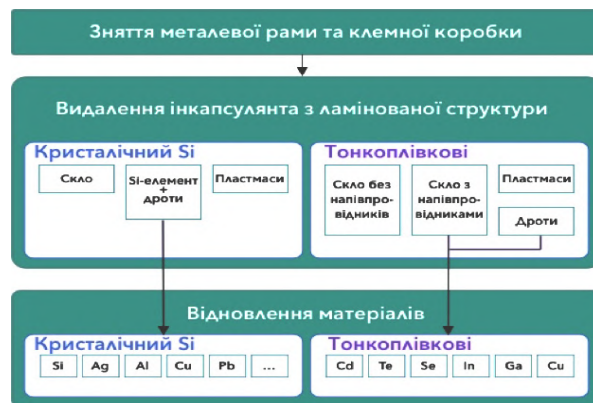 Зняття металевої рами та клемної коробки
Видалення інкапсулянта з ламінованої структури
Кристалічний Si
Скло
Si-елемент
+
дроти
Пластмаси
Тонкоплівкові
Скло без
напівпро-
відників
Скло з
напівпро-
відниками
Пластмаси
Дроти
Відновлення матеріалів
Кристалічний Si
Si
Ag
Al
Cu
Pb
...
Тонкоплівкові
Cd
Te
Se
In
Ga
Cu